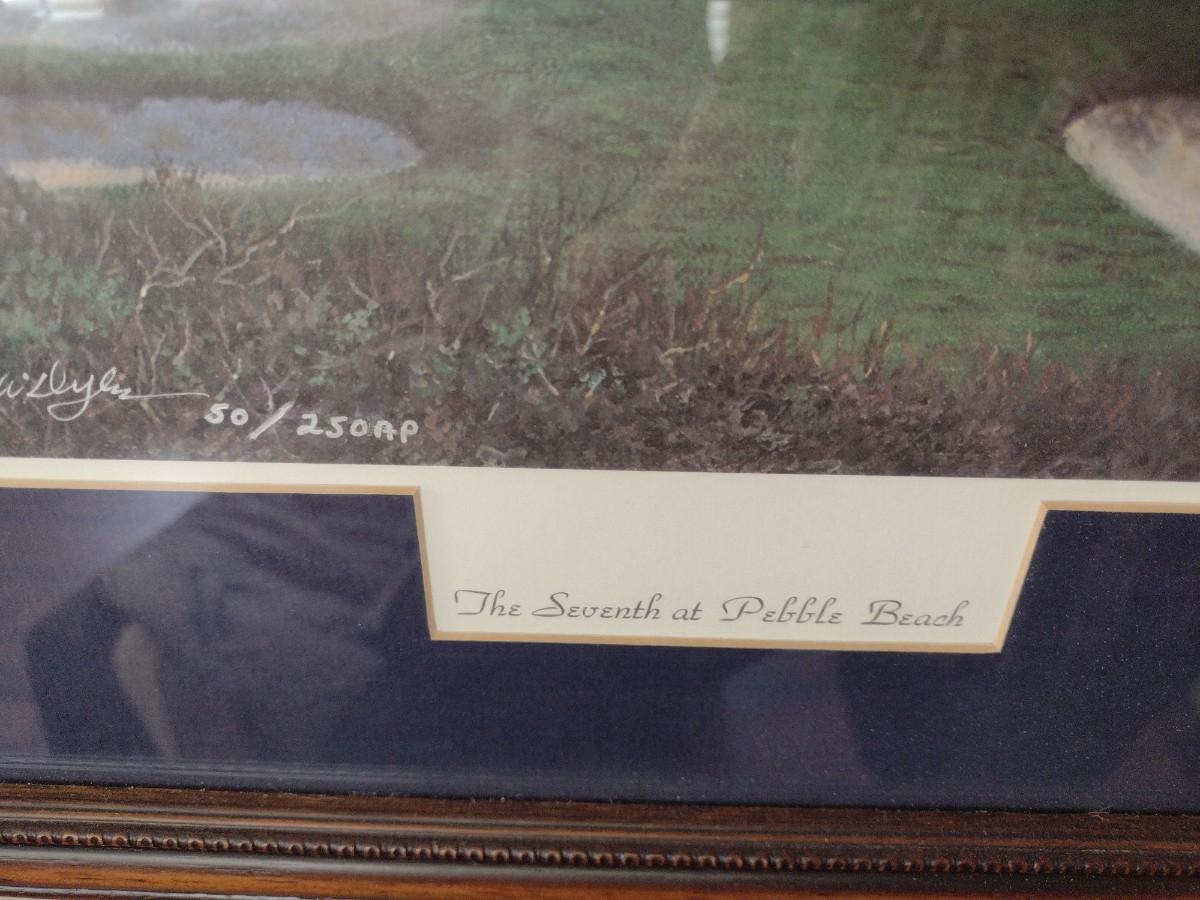 50/250AP
The Seventh at Pebble Beach